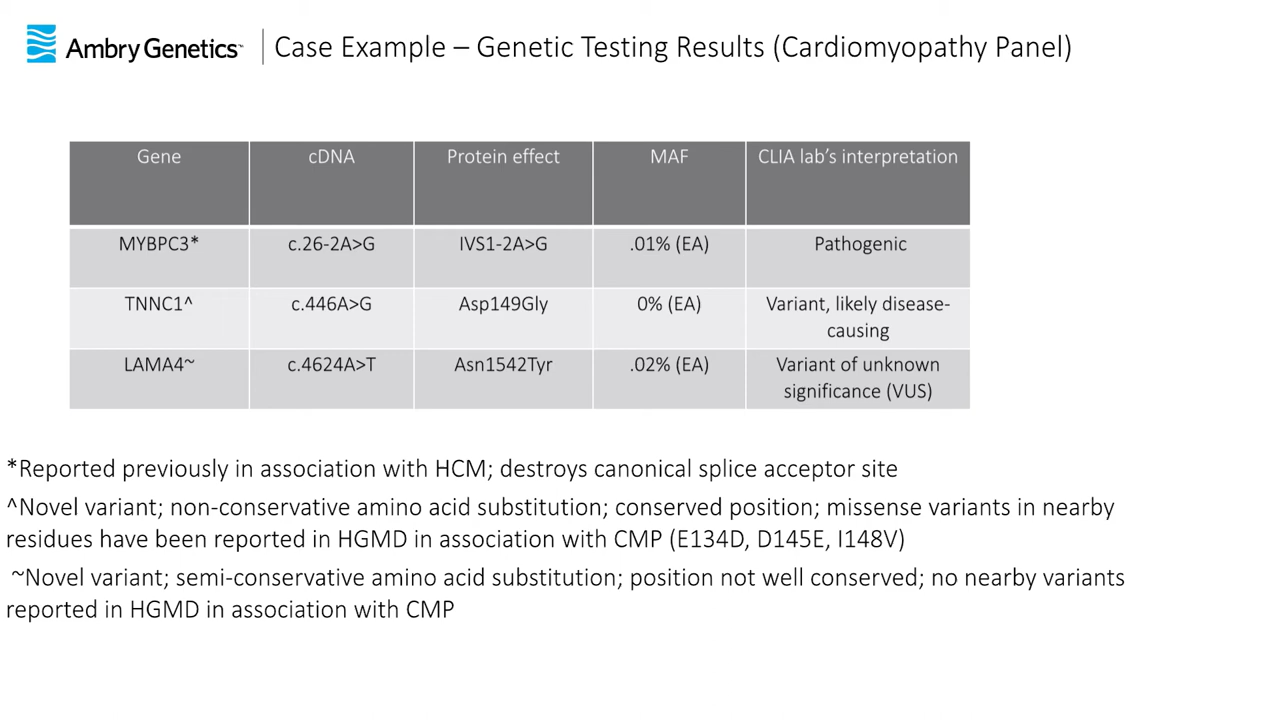 Ambry Genetics™ Case Example – Genetic Testing Results (Cardiomyopathy Panel)
Gene cDNA Protein effect MAF CLIA lab's interpretation
MYBPC3* c.26-2A>G IVS1-2A>G .01% (EA) Pathogenic
TNNC1^ c.446A>G Asp149Gly 0% (EA) Variant, likely disease-
causing
LAMA4~ c.4624A>T Asn1542Tyr .02% (EA) Variant of unknown
significance (VUS)
*Reported previously in association with HCM; destroys canonical splice acceptor site
^Novel variant; non-conservative amino acid substitution; conserved position; missense variants in nearby
residues have been reported in HGMD in association with CMP (E134D, D145E, I148V)
~Novel variant; semi-conservative amino acid substitution; position not well conserved; no nearby variants
reported in HGMD in association with CMP